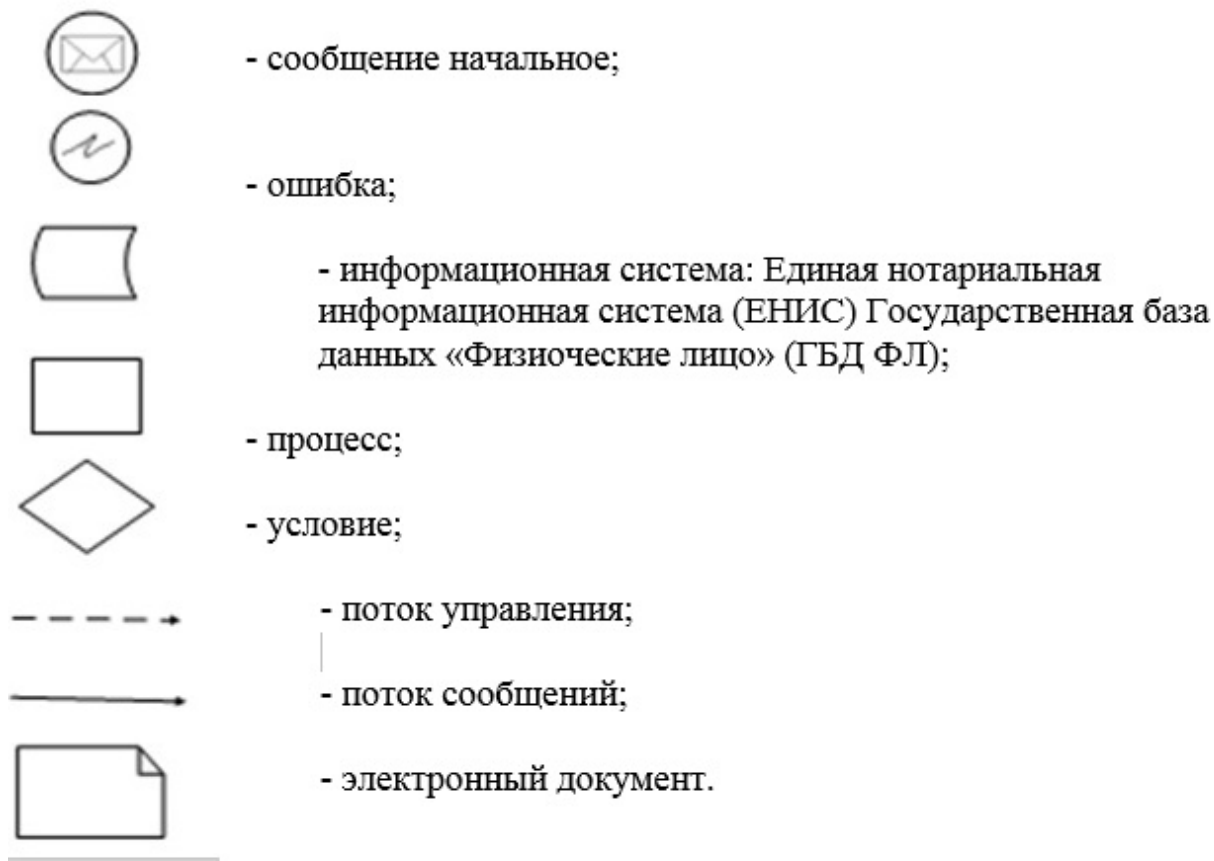 - сообщение начальное;
- ошибка;
- информационная система: Единая нотариальная
информационная система (ЕНИС) Государственная база
данных «Физиоческие лицо» (ГБД ФЛ);
- процесс;
- условие;
- поток управления;
- поток сообщений;
- электронный документ.